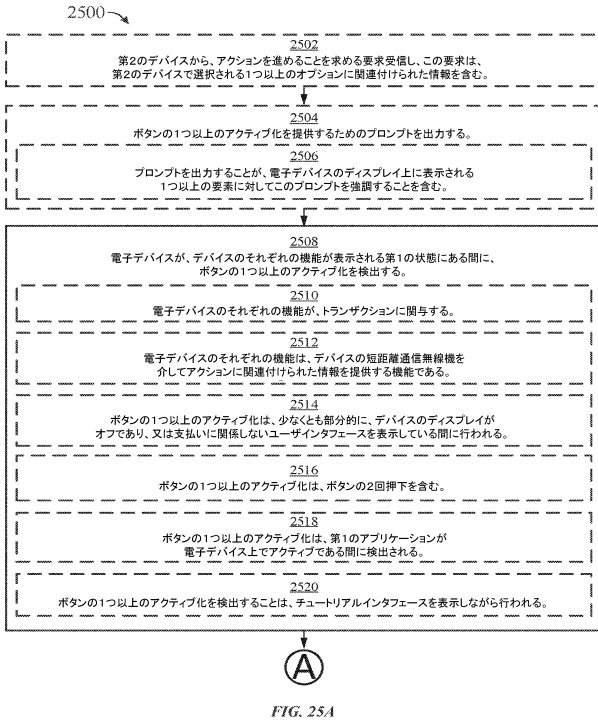 2500
2502
第2のデバイスから、アクションを進めることを求める要求受信し、この要求は、
第2のデバイスで選択される1つ以上のオプションに関連付けられた情報を含む。
2504
ボタンの1つ以上のアクティブ化を提供するためのプロンプトを出力する。
2506
プロンプトを出力することが、電子デバイスのディスプレイ上に表示される
1つ以上の要素に対してこのプロンプトを強調することを含む。
2508
電子デバイスが、デバイスのそれぞれの機能が表示される第1の状態にある間に、
ボタンの1つ以上のアクティブ化を検出する。
2510
電子デバイスのそれぞれの機能が、トランザクションに関与する。
2512
電子デバイスのそれぞれの機能は、デバイスの短距離通信無線機を
介してアクションに関連付けられた情報を提供する機能である。
2514
ボタンの1つ以上のアクティブ化は、少なくとも部分的に、デバイスのディスプレイが
オフであり、又は支払いに関係しないユーザインタフェースを表示している間に行われる。
2516
ボタンの1つ以上のアクティブ化は、ボタンの2回押下を含む。
2518
ボタンの1つ以上のアクティブ化は、第1のアプリケーションが
電子デバイス上でアクティブである間に検出される。
2520
ボタンの1つ以上のアクティブ化を検出することは、チュートリアルインタフェースを表示しながら行われる。
A
FIG. 25A